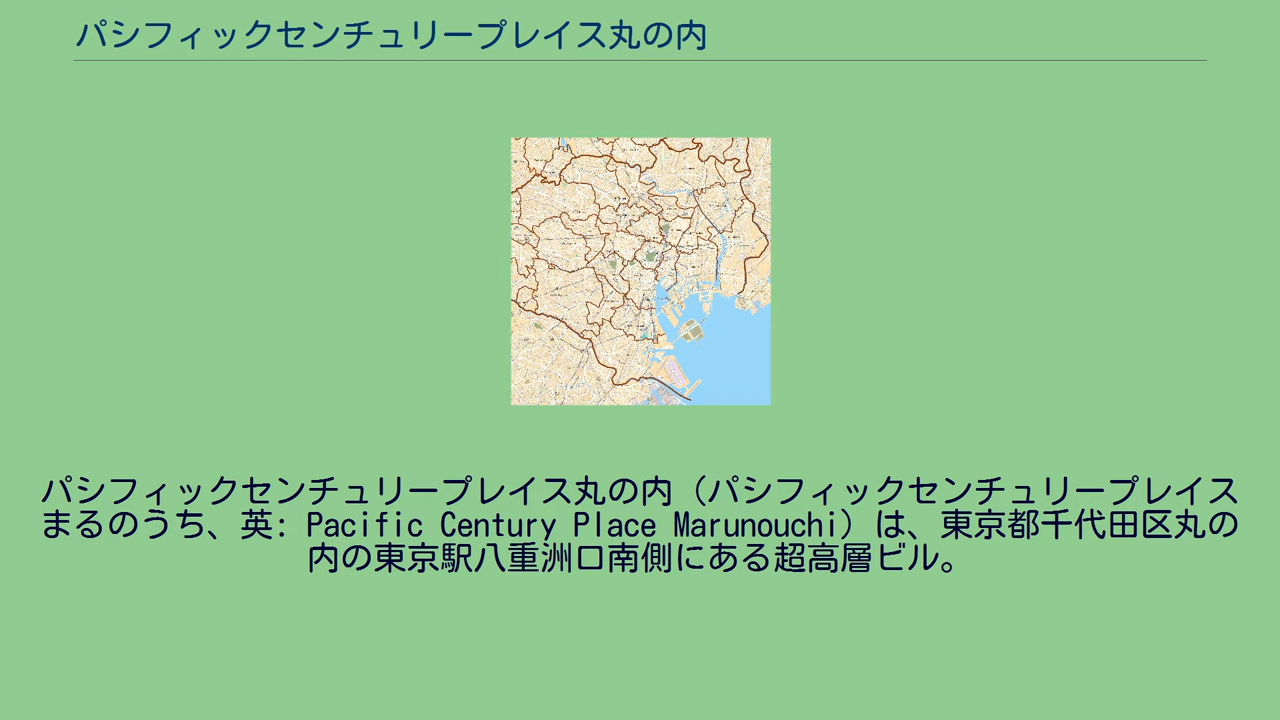 パシフィックセンチュリープレイス丸の内
パシフィックセンチュリープレイス丸の内（パシフィックセンチュリープレイス
まるのうち、英: Pacific Century Place Marunouchi）は、東京都千代田区丸の
内の東京駅八重洲口南側にある超高層ビル。